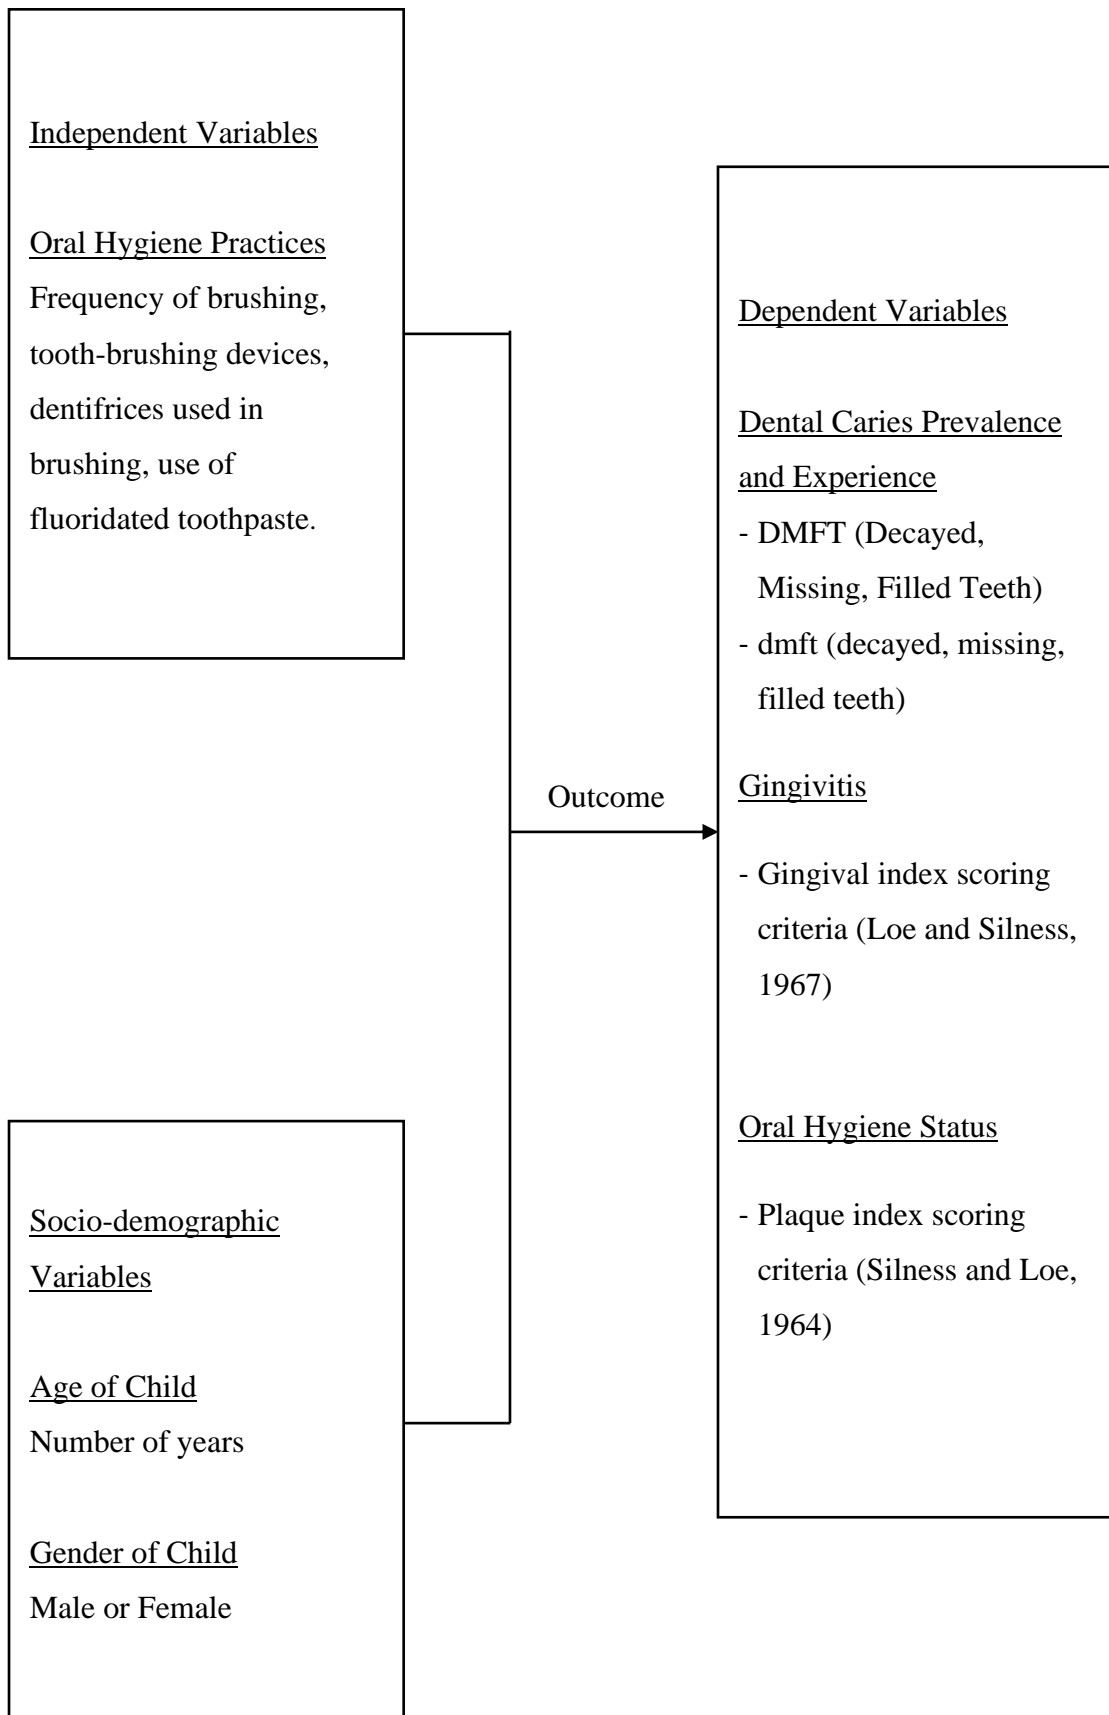 Independent Variables
Oral Hygiene Practices
Frequency of brushing,
tooth-brushing devices,
dentifrices used in
brushing, use of
fluoridated toothpaste.
Socio-demographic
Variables
Age of Child
Number of years
Gender of Child
Male or Female
Outcome
Dependent Variables
Dental Caries Prevalence
and Experience
- DMFT (Decayed,
Missing, Filled Teeth)
- dmft (decayed, missing,
filled teeth)
Gingivitis
- Gingival index scoring
criteria (Loe and Silness,
1967)
Oral Hygiene Status
- Plaque index scoring
criteria (Silness and Loe,
1964)